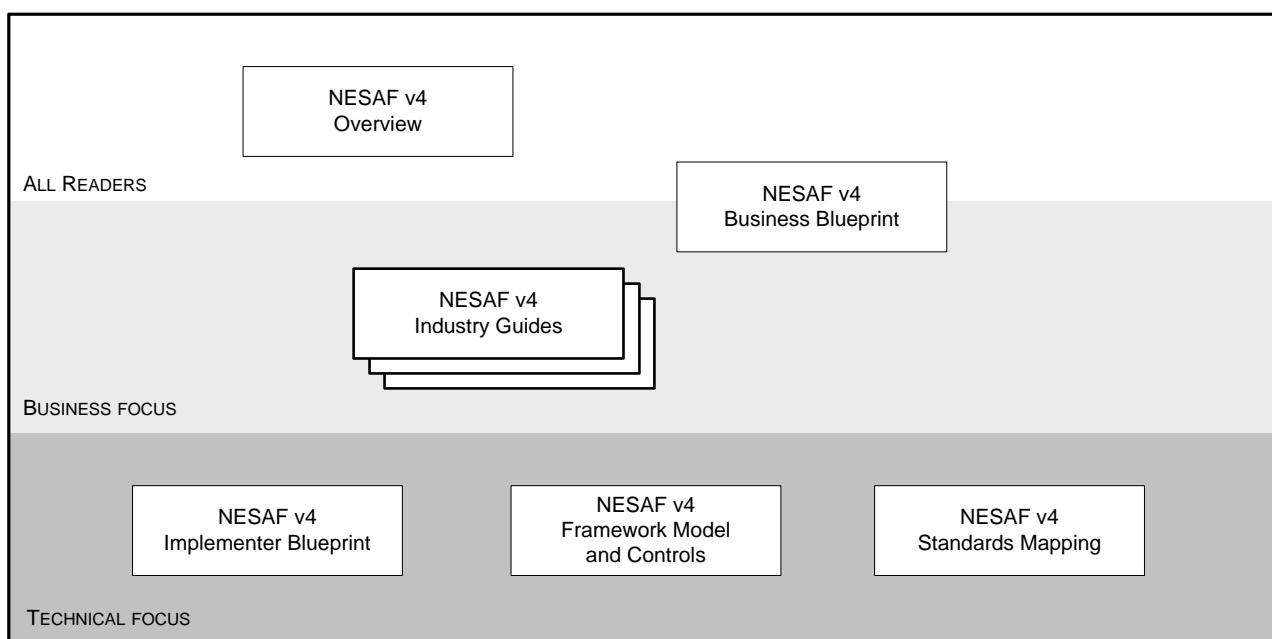 NESAF v4
Overview
ALL READERS
NESAF v4
Business Blueprint
NESAF v4
Industry Guides
BUSINESS FOCUS
NESAF v4
Implementer Blueprint
NESAF v4
Framework Model
and Controls
NESAF v4
Standards Mapping
TECHNICAL FOCUS